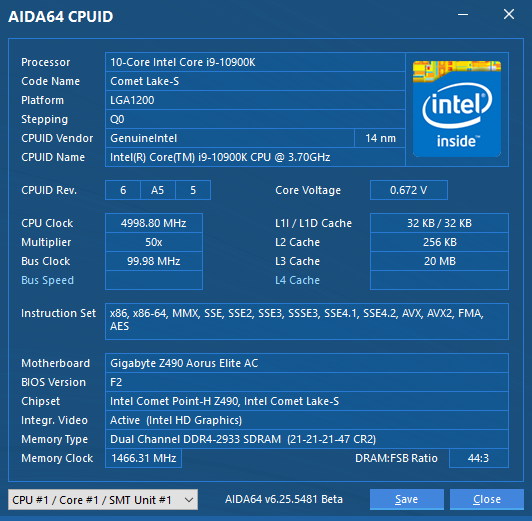 AIDA64 CPUID
Processor 10-Core Intel Core i9-10900K
Code Name Comet Lake-S
Platform LGA1200
Stepping Q0
CPUID Vendor GenuineIntel 14 nm
CPUID Name Intel(R) Core(TM) i9-10900K CPU @ 3.70GHz
intel
inside™
CPUID Rev. 6 A5 5 Core Voltage 0.672 V
CPU Clock 4998.80 MHz L1I / L1D Cache 32 KB / 32 KB
Multiplier 50x L2 Cache 256 KB
Bus Clock 99.98 MHz L3 Cache 20 MB
Bus Speed L4 Cache
Instruction Set x86, x86-64, MMX, SSE, SSE2, SSE3, SSSE3, SSE4.1, SSE4.2, AVX, AVX2, FMA,
AES
Motherboard Gigabyte Z490 Aorus Elite AC
BIOS Version F2
Chipset Intel Comet Point-H Z490, Intel Comet Lake-S
Integr. Video Active (Intel HD Graphics)
Memory Type Dual Channel DDR4-2933 SDRAM (21-21-21-47 CR2)
Memory Clock 1466.31 MHz DRAM:FSB Ratio 44:3
CPU #1 / Core #1 / SMT Unit #1 AIDA64 v6.25.5481 Beta Save Close